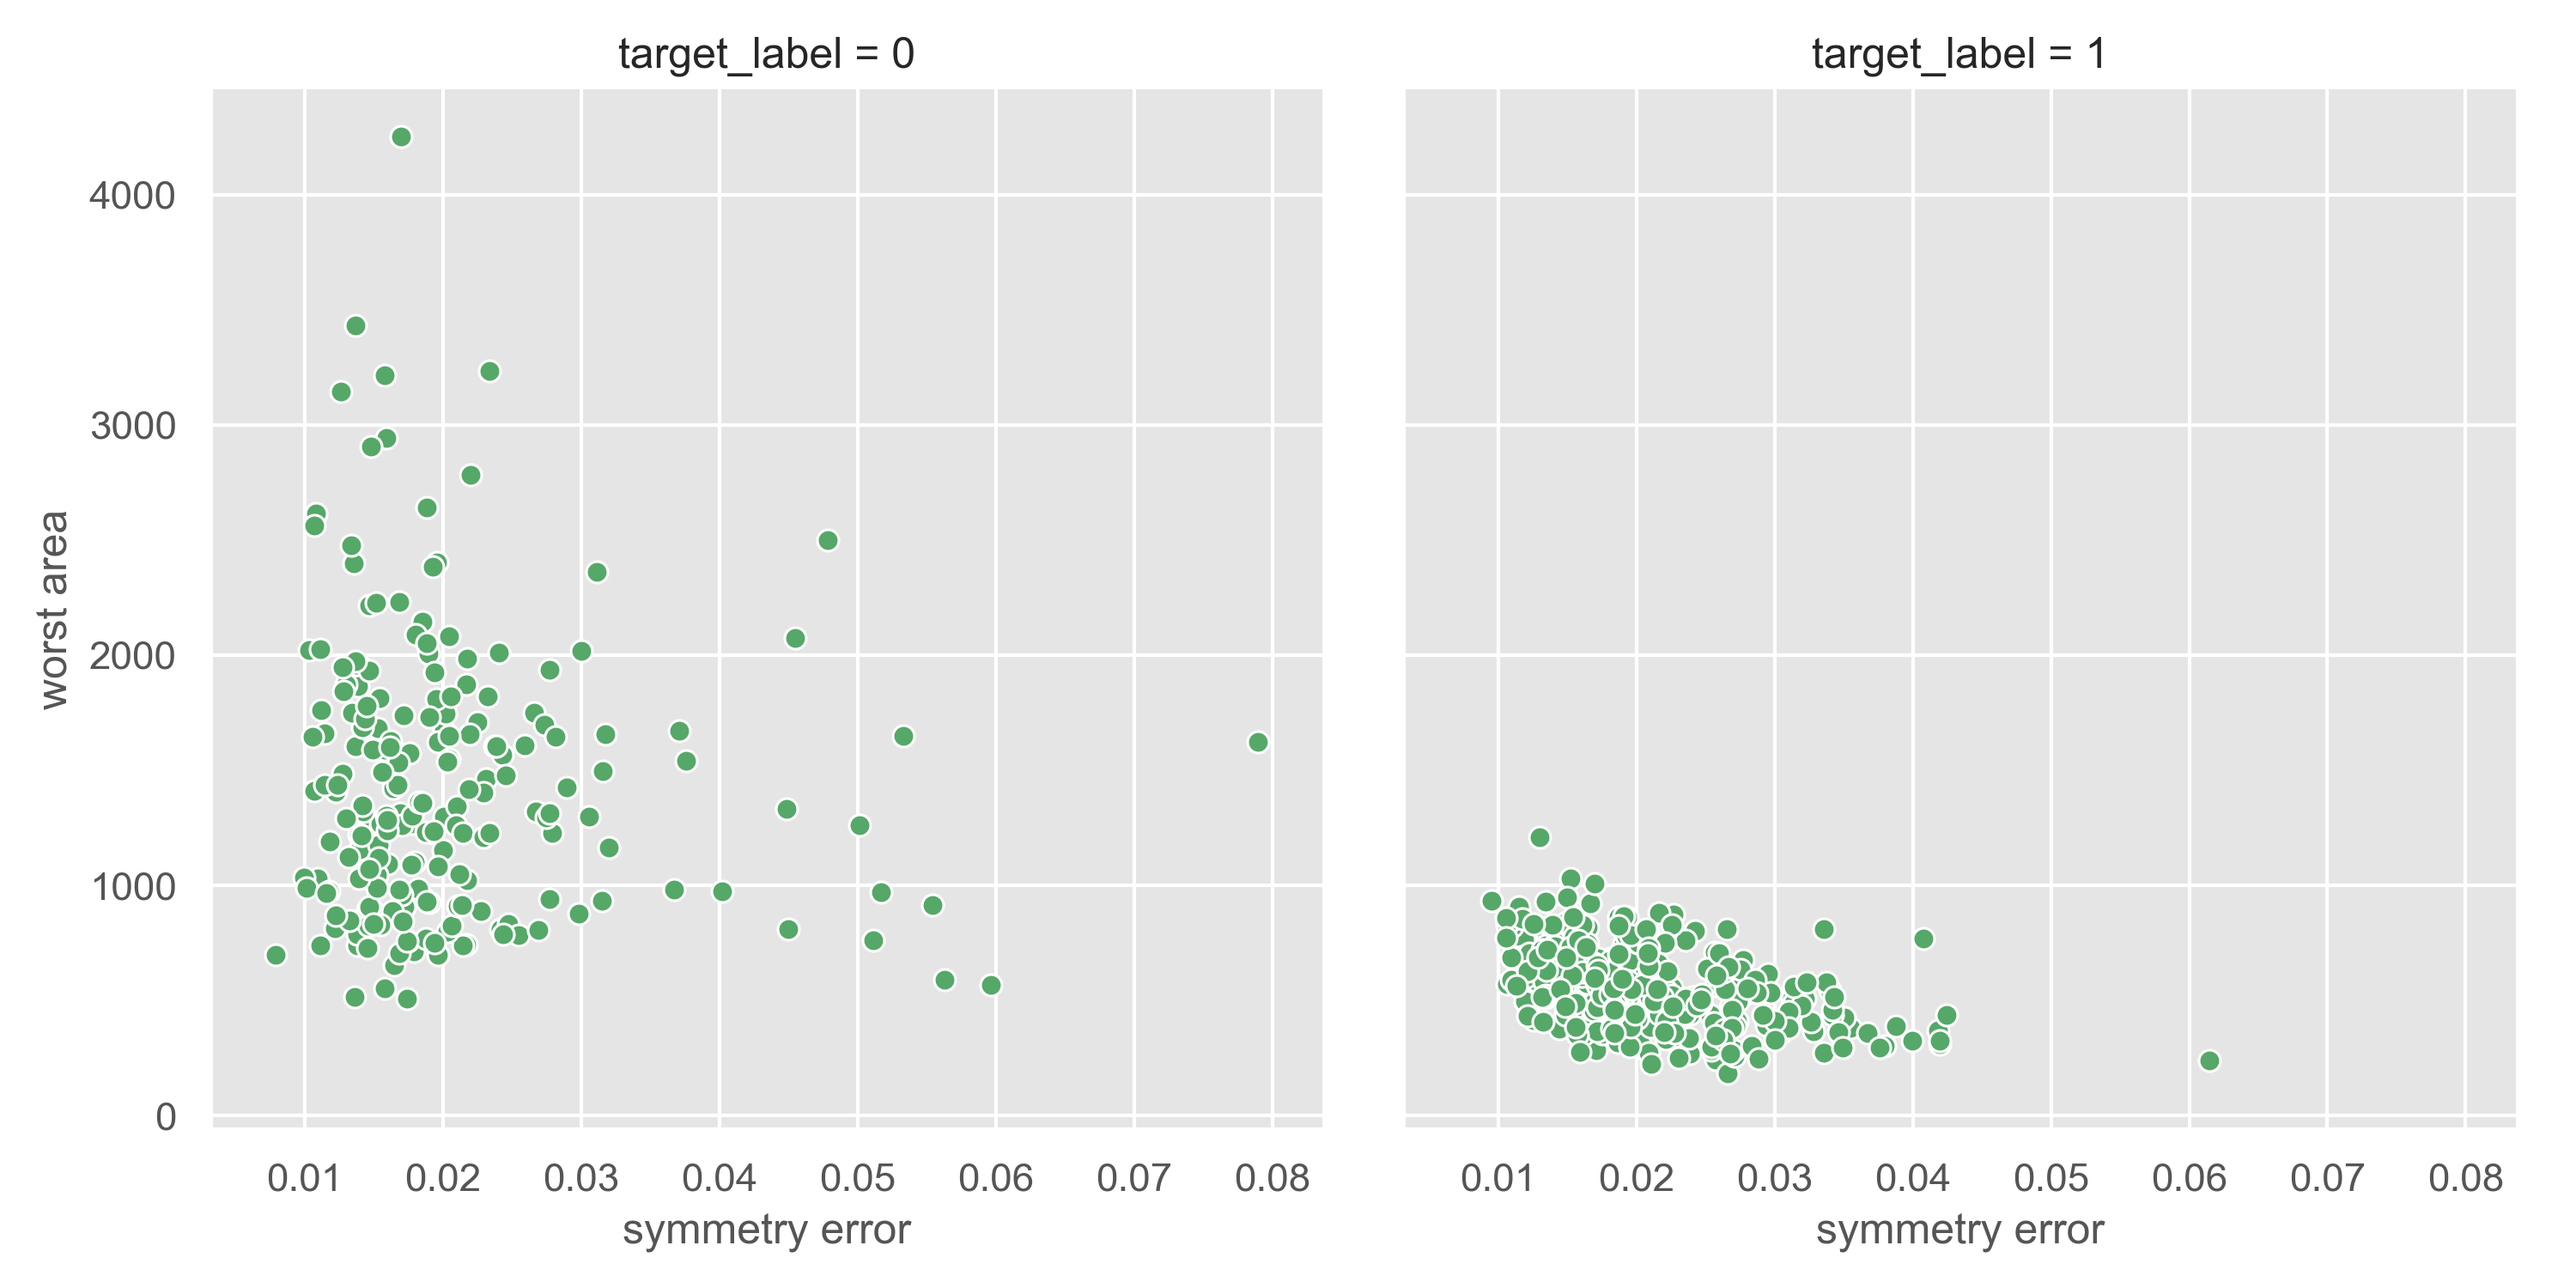 target_label = 0
target_label = 1
worst area
4000
3000
2000
1000
0
0.01 0.02 0.03 0.04 0.05 0.06 0.07 0.08
0.01 0.02 0.03 0.04 0.05 0.06 0.07 0.08
symmetry error
symmetry error